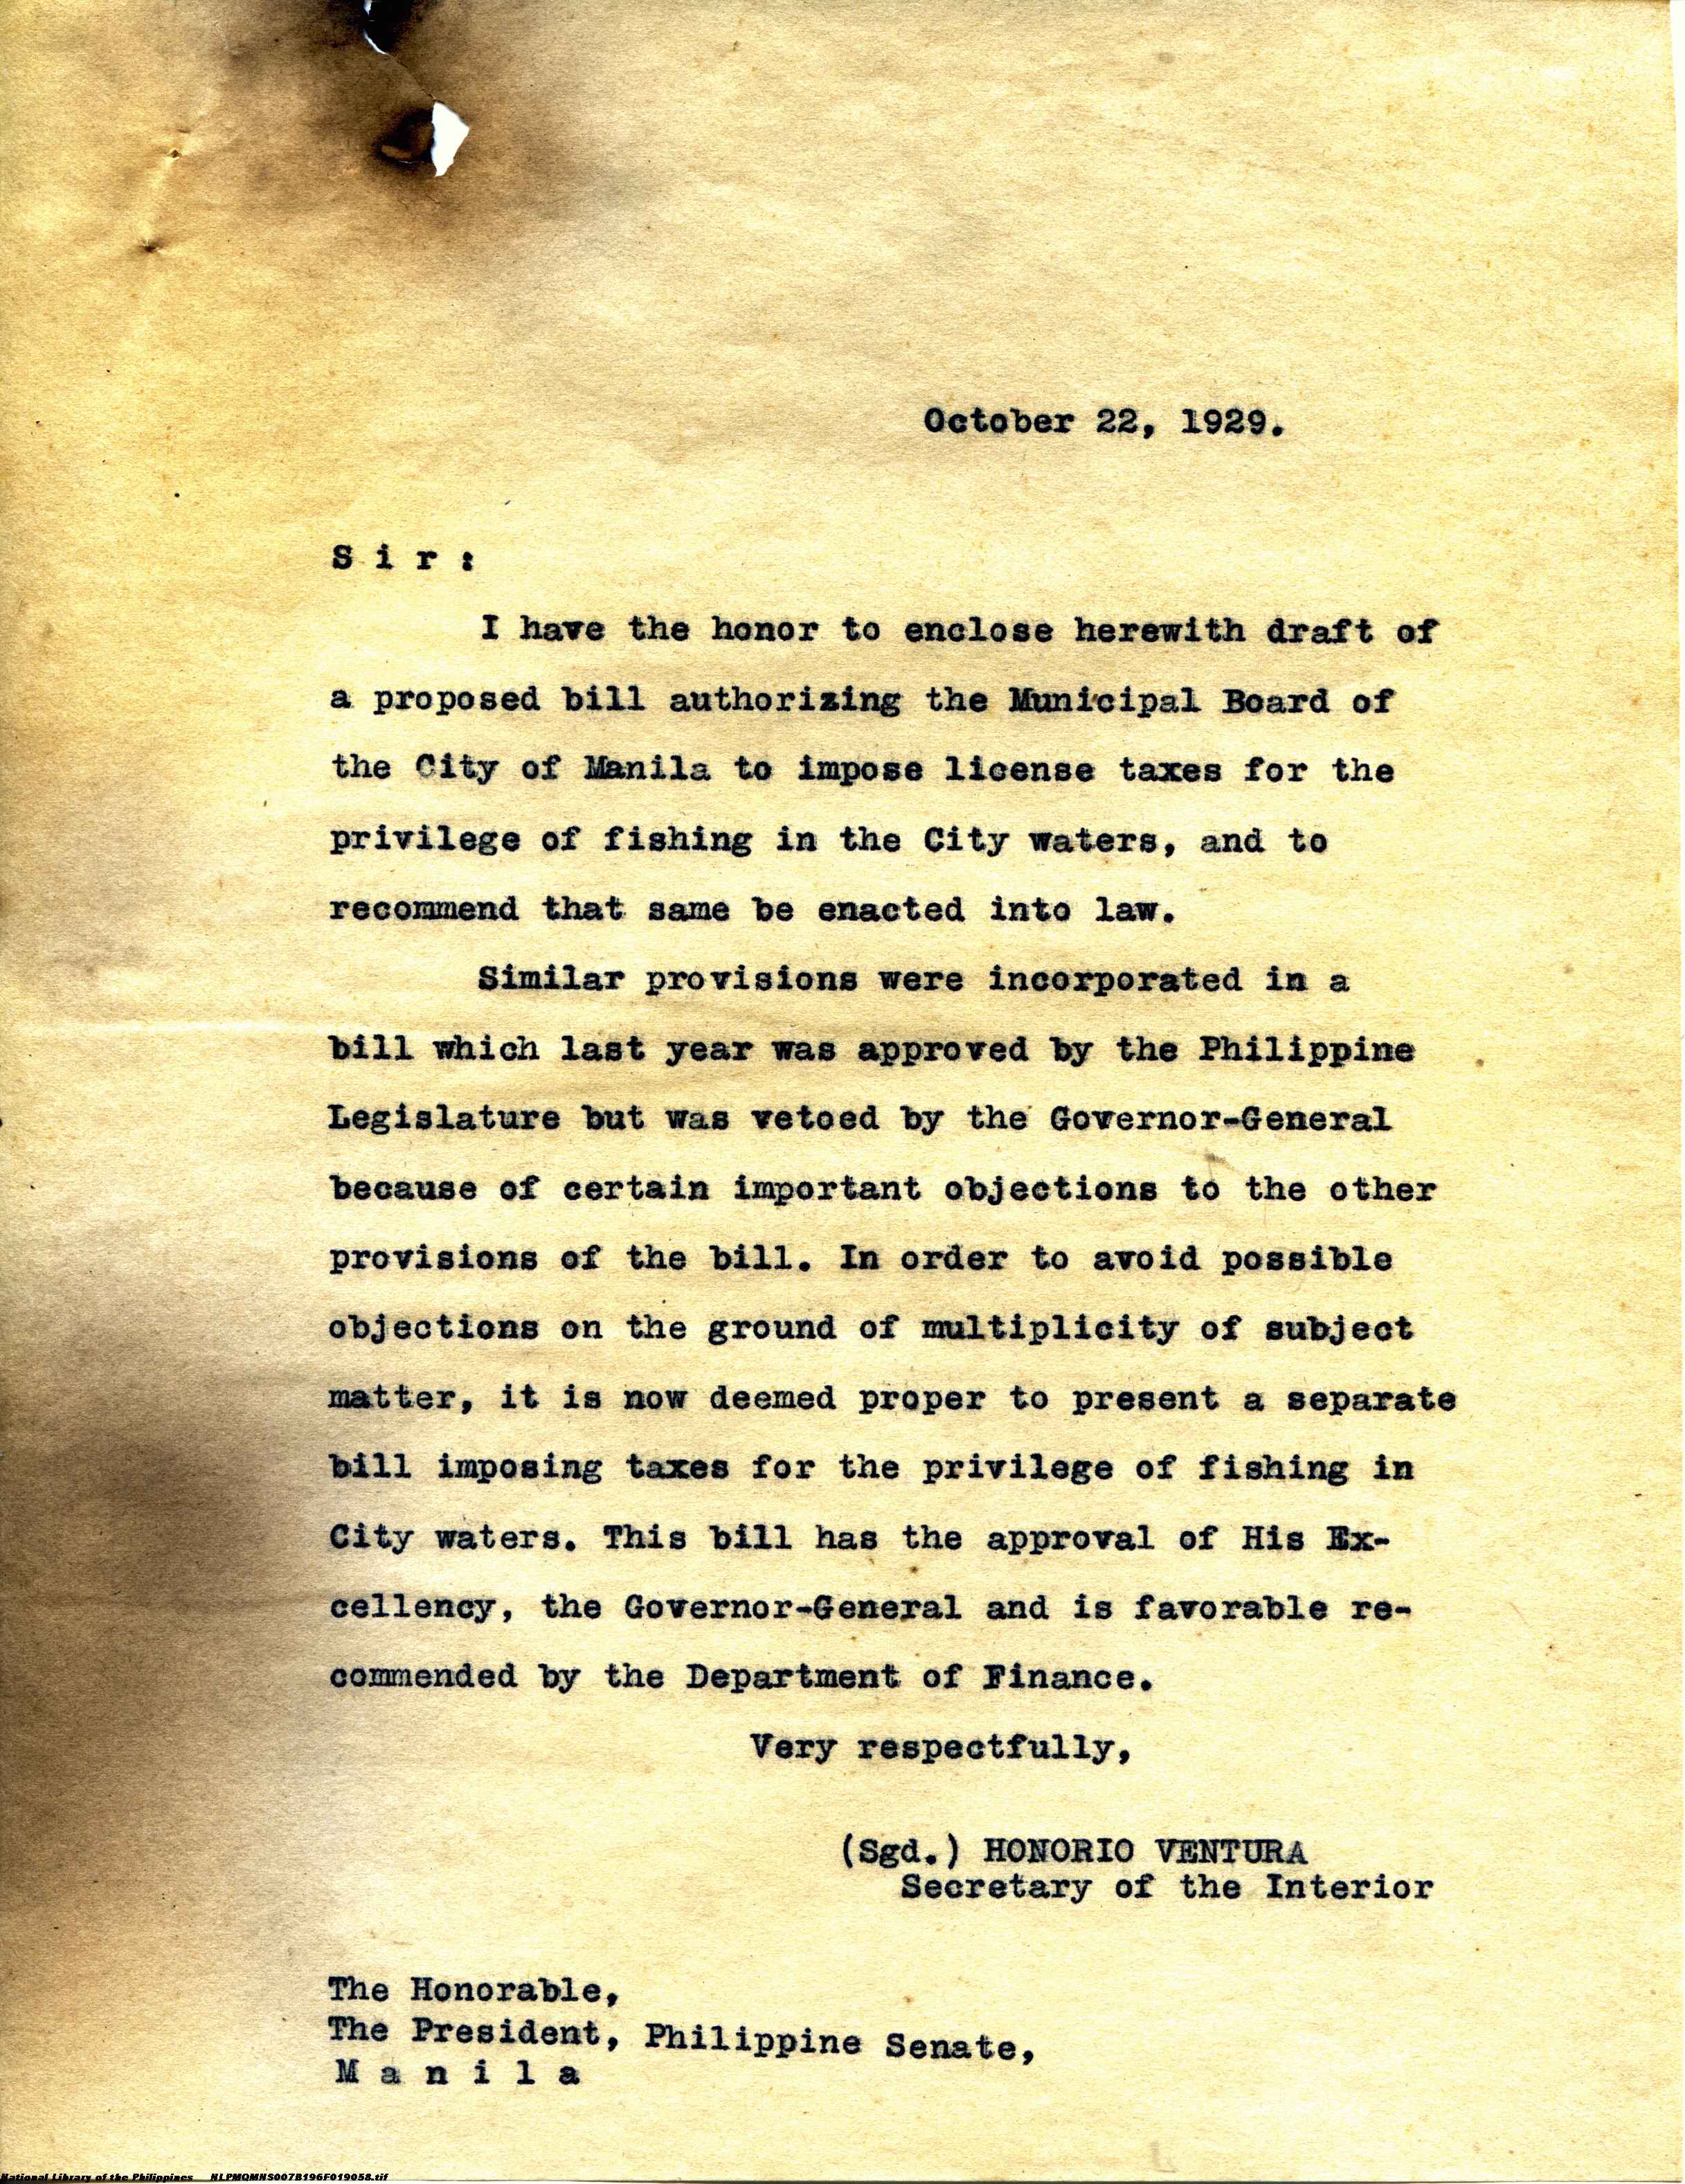 October 22, 1929.
S i r :
I have the honor to enclose herewith draft of
a proposed bill authorizing the Municipal Board of
the City of Manila to impose license taxes for the
privilege of fishing in the City waters, and to
recommend that same be enacted into law.
Similar provisions were incorporated in a
bill which last year was approved by the Philippine
Legislature but was vetoed by the Governor-General
because of certain important objections to the other
provisions of the bill. In order to avoid possible
objections on the ground of multiplicity of subject
matter, it is now deemed proper to present a separate
bill imposing taxes for the privilege of fishing in
City waters. This bill has the approval of His Ex-
cellency, the Governor-General and is favorable re-
commended by the Department of Finance.
Very respectfully,
(Sgd.) HONORIO VENTURA
Secretary of the Interior
The Honorable,
The President, Philippine Senate,
M a n i l a
National Library of the Philippines NLPMQMNS007B196F019058.tif